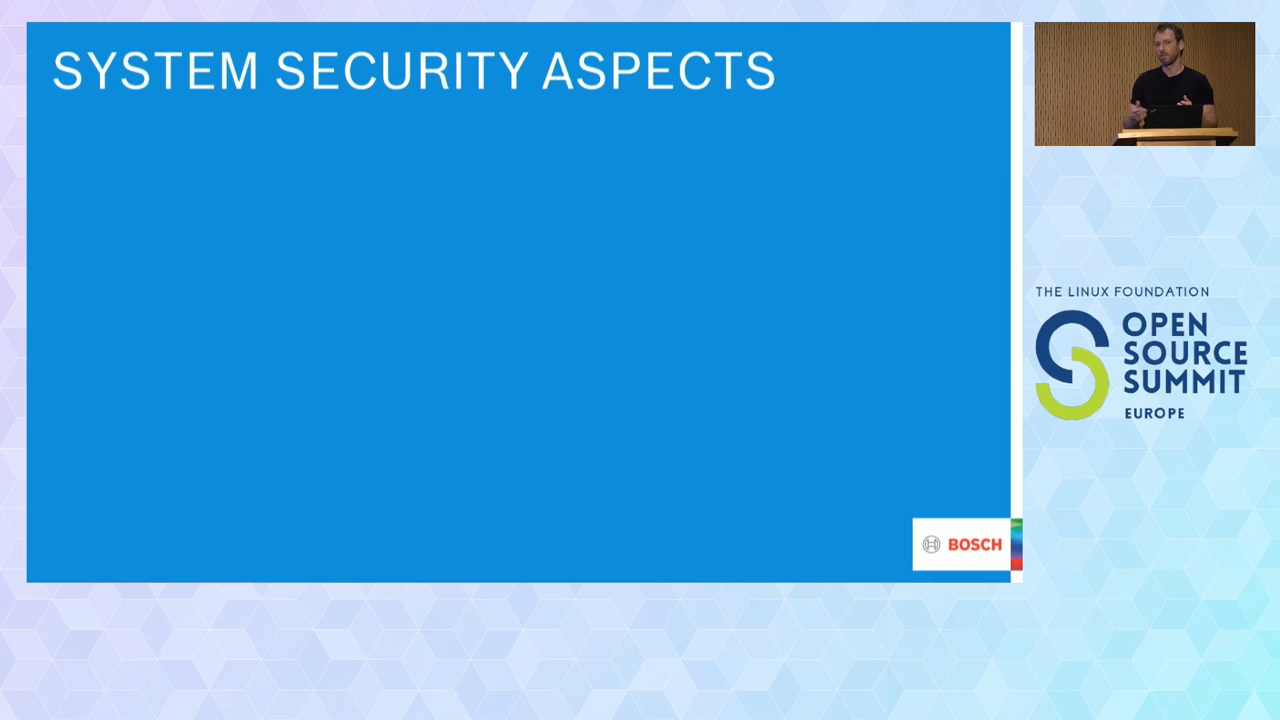 SYSTEM SECURITY ASPECTS
BOSCH
THE LINUX FOUNDATION
OPEN
SOURCE
SUMMIT
EUROPE